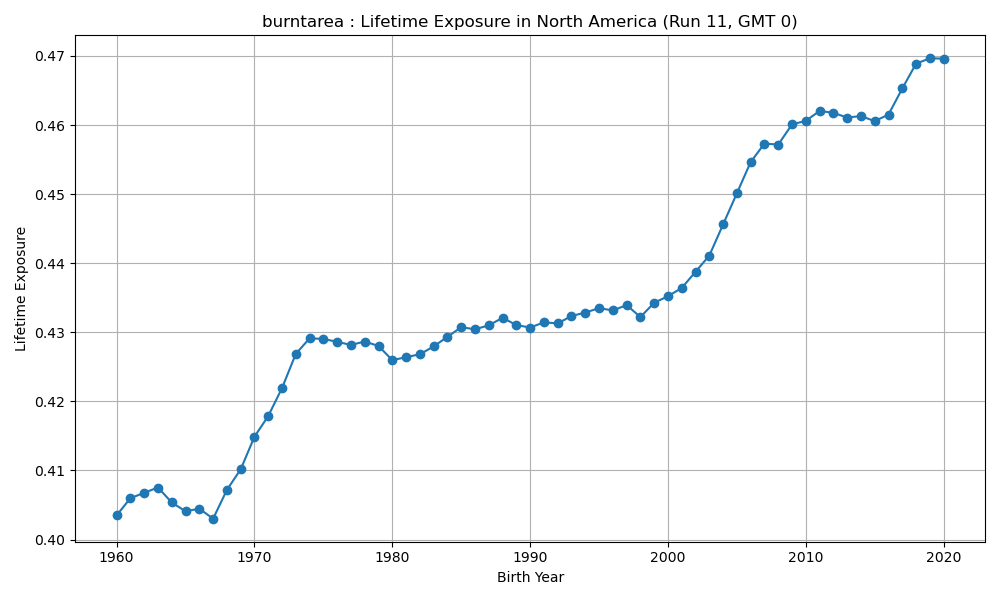 burntarea : Lifetime Exposure in North America (Run 11, GMT 0)
Lifetime Exposure
0.47
0.46
0.45
0.44
0.43
0.42
0.41
0.40
1960 1970 1980 1990 2000 2010 2020
Birth Year